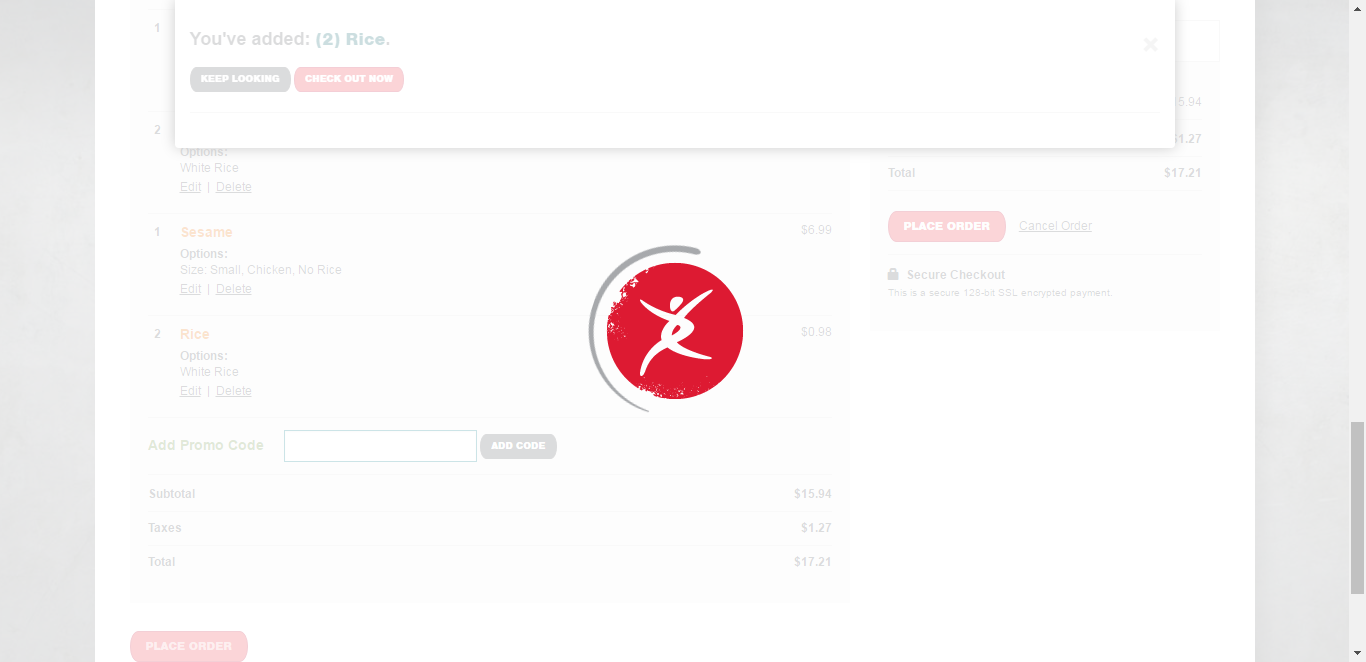 You've added: (2) Rice.
KEEP LOOKING CHECK OUT NOW
1
2
Options:
White Rice
Edit | Delete
1 Sesame $6.99
Options:
Size: Small, Chicken, No Rice
Edit | Delete
2 Rice $0.98
Options:
White Rice
Edit | Delete
Add Promo Code ADD CODE
Subtotal $15.94
Taxes $1.27
Total $17.21
PLACE ORDER
5.94
$1.27
Total $17.21
PLACE ORDER Cancel Order
Secure Checkout
This is a secure 128-bit SSL encrypted payment.